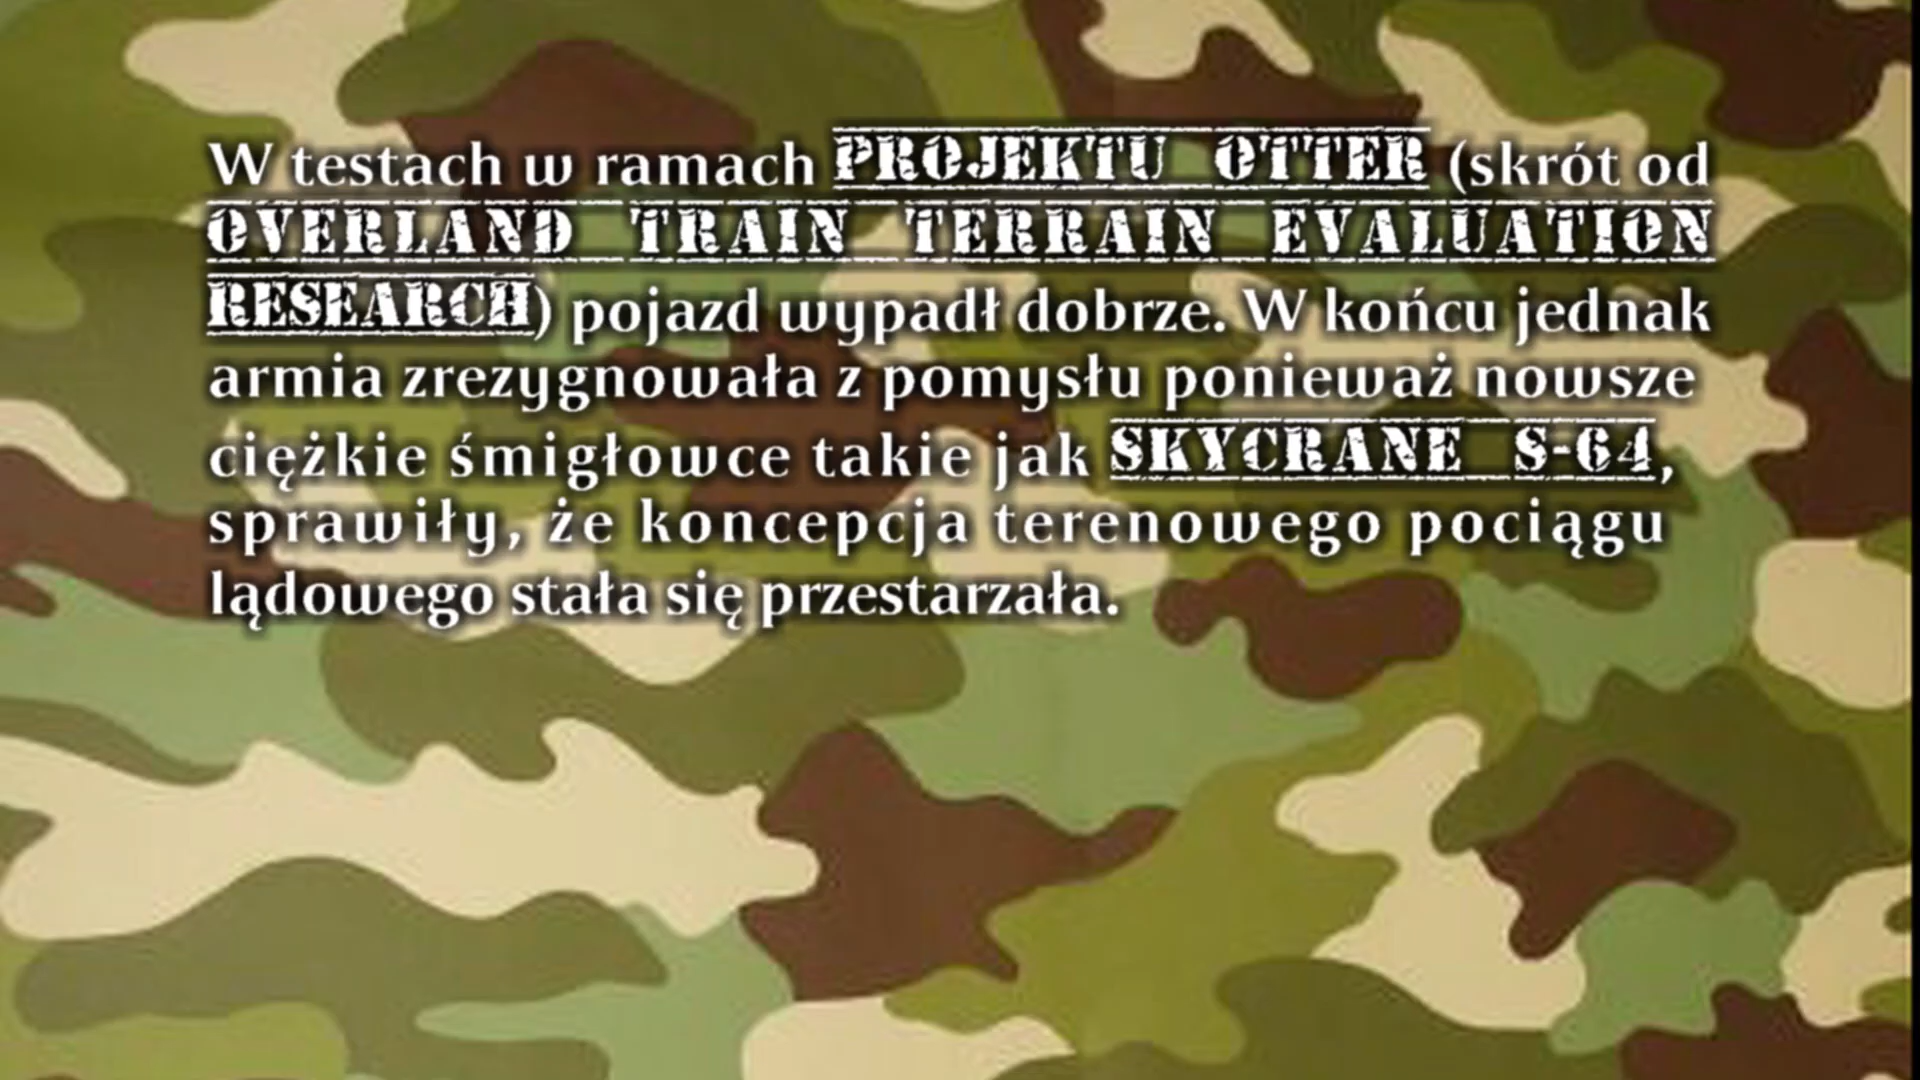 W testach w ramach PROJEKTU OTTER (skrót od
OVERLAND TRAIN TERRAIN EVALUATION
RESEARCH) pojazd wypadł dobrze. W końcu jednak
armia zrezygnowała z pomysłu ponieważ nowsze
ciężkie śmigłowce takie jak SKYCRANE S-64,
sprawiły, że koncepcja terenowego pociągu
lądowego stała się przestarzała.